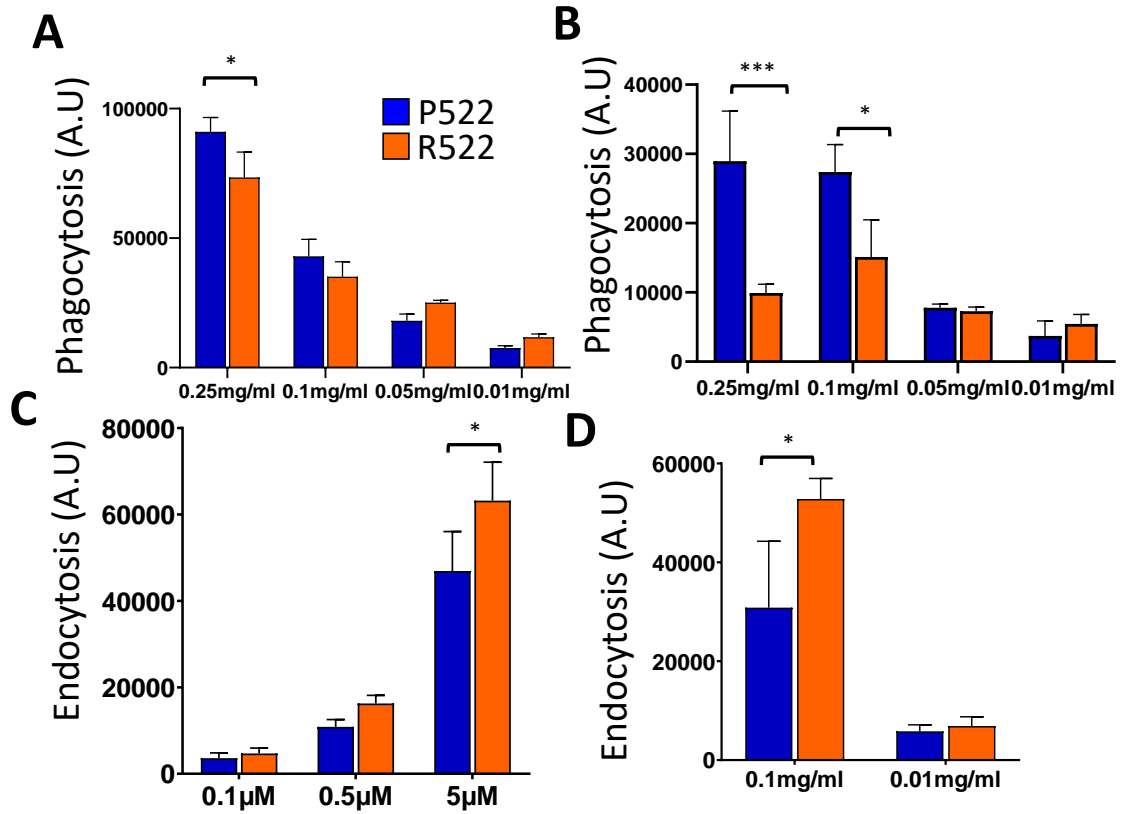 A
*
Phagocytosis (A.U)
100000
50000
0
P522
R522
0.25mg/ml 0.1mg/ml 0.05mg/ml 0.01mg/ml
B
***
*
Phagocytosis (A.U)
40000
30000
20000
10000
0
0.25mg/ml 0.1mg/ml 0.05mg/ml 0.01mg/ml
C
*
Endocytosis (A.U)
80000
60000
40000
20000
0
0.1µM 0.5µM 5µM
D
*
Endocytosis (A.U)
60000
40000
20000
0
0.1mg/ml 0.01mg/ml